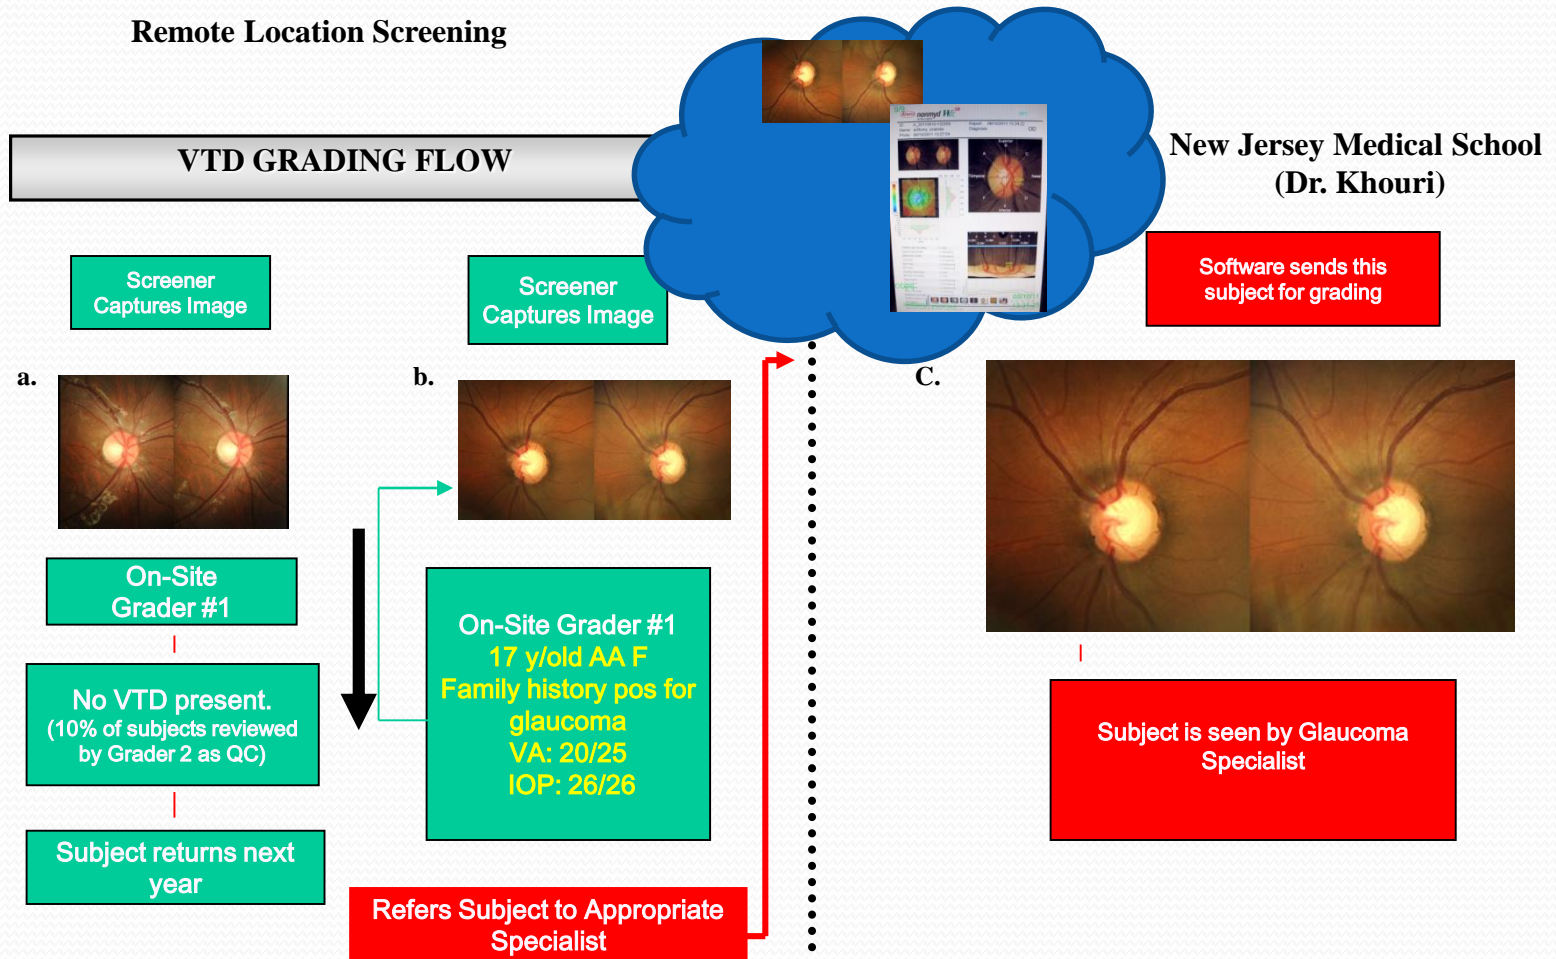 Remote Location Screening
VTD GRADING FLOW
New Jersey Medical School
(Dr. Khouri)
Screener
Captures Image
Screener
Captures Image
Software sends this
subject for grading
a.
b.
C.
On-Site
Grader #1
No VTD present.
(10% of subjects reviewed
by Grader 2 as QC)
Subject returns next
year
On-Site Grader #1
17 y/old AA F
Family history pos for
glaucoma
VA: 20/25
IOP: 26/26
Refers Subject to Appropriate
Specialist
Subject is seen by Glaucoma
Specialist